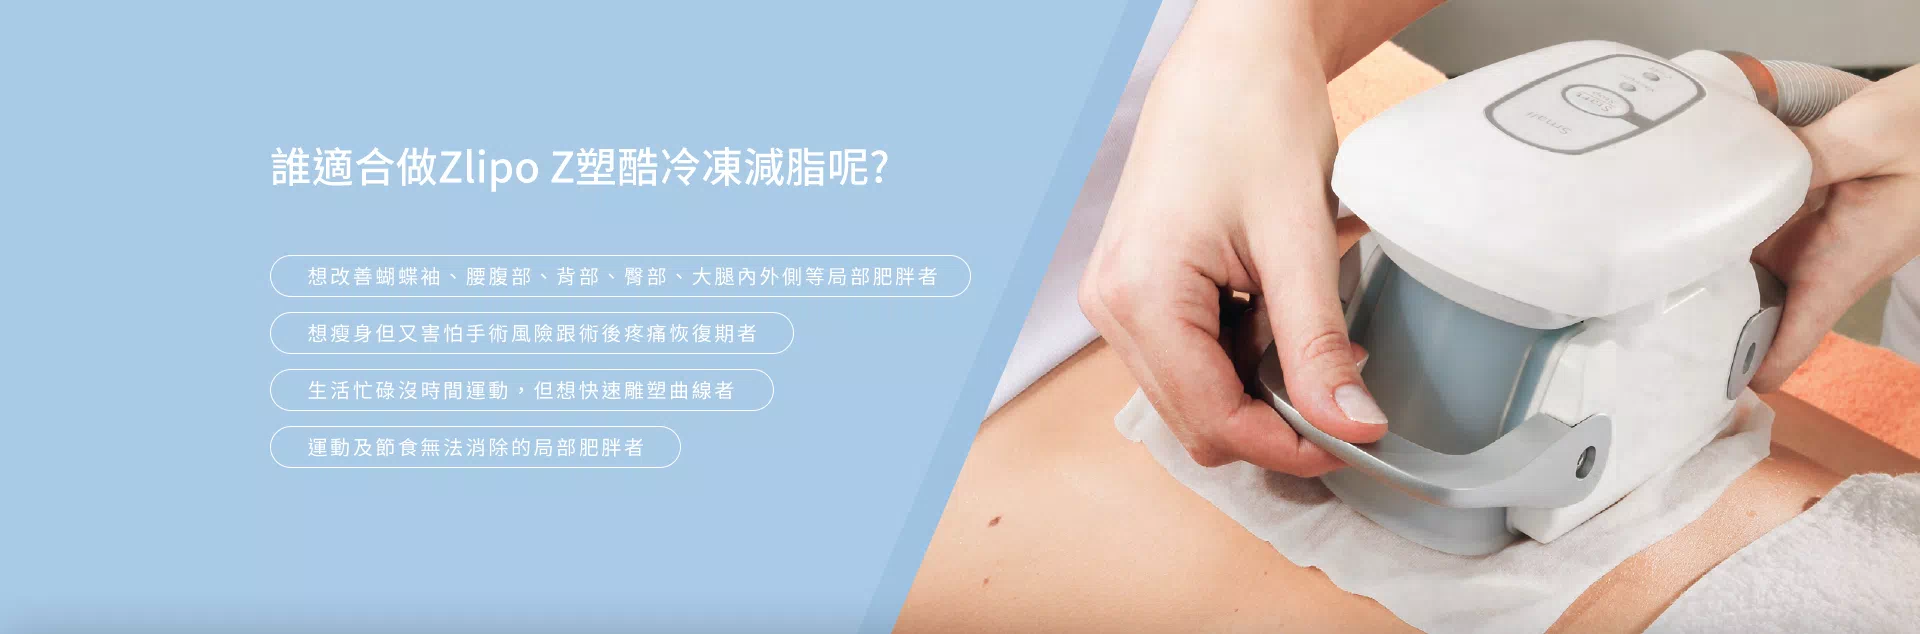 誰適合做Zlipo Z塑酷冷凍減脂呢?
想改善蝴蝶袖、腰腹部、背部、臀部、大腿內外側等局部肥胖者
想瘦身但又害怕手術風險跟術後疼痛恢復期者
生活忙碌沒時間運動，但想快速雕塑曲線者
運動及節食無法消除的局部肥胖者
Small